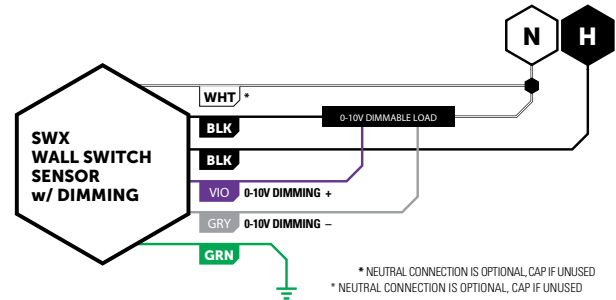 N H
WHT *
BLK
0-10V DIMMABLE LOAD
BLK
SWX
WALL SWITCH
SENSOR
w/ DIMMING
VIO 0-10V DIMMING +
GRY 0-10V DIMMING –
GRN
* NEUTRAL CONNECTION IS OPTIONAL, CAP IF UNUSED
* NEUTRAL CONNECTION IS OPTIONAL, CAP IF UNUSED